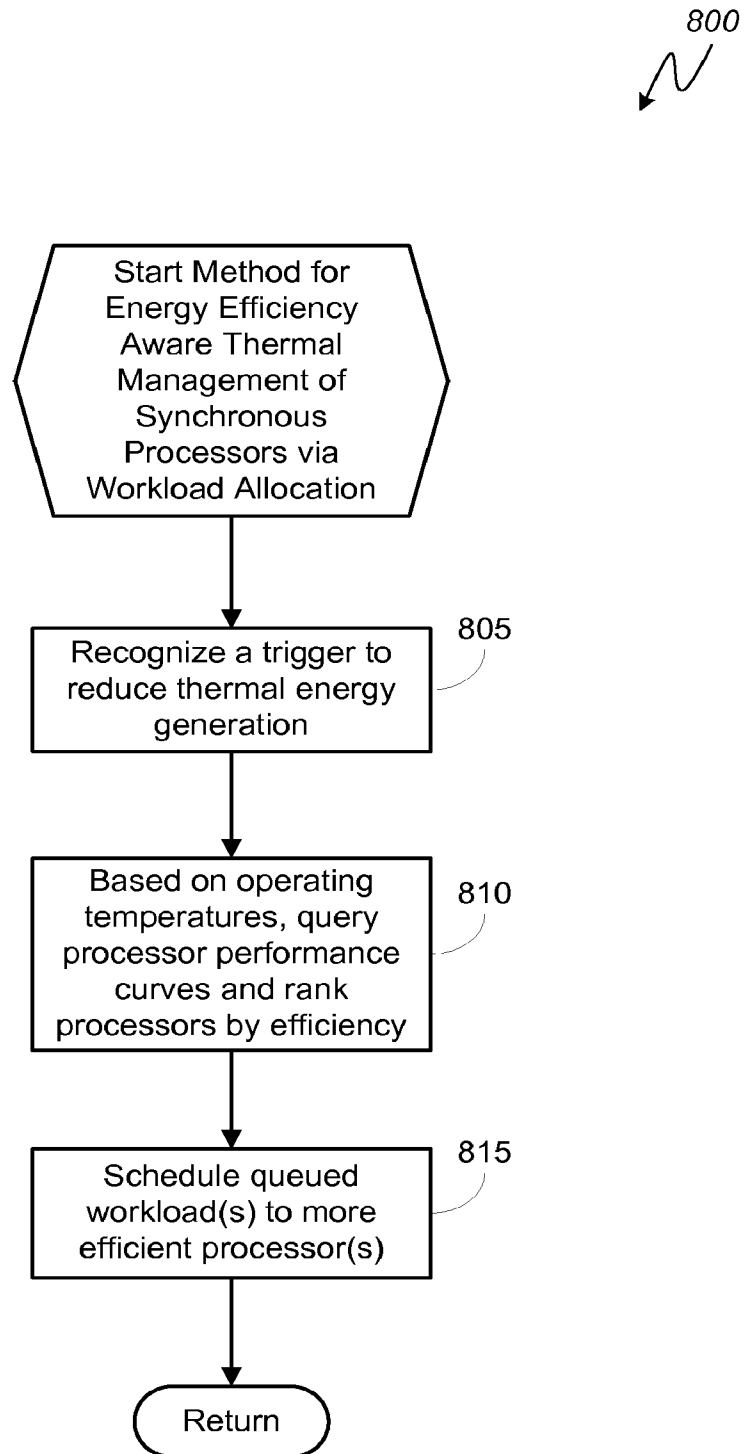 800
Start Method for
Energy Efficiency
Aware Thermal
Management of
Synchronous
Processors via
Workload Allocation
805
Recognize a trigger to
reduce thermal energy
generation
810
Based on operating
temperatures, query
processor performance
curves and rank
processors by efficiency
815
Schedule queued
workload(s) to more
efficient processor(s)
Return